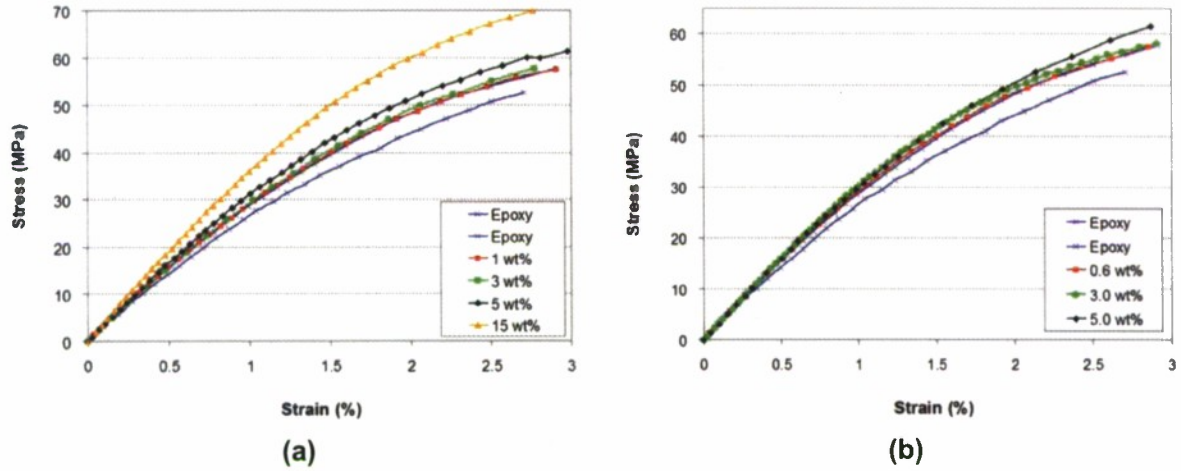 70
60
50
40
30
20
10
0
Stress (MPa)
0 0.5 1 1.5 2 2.5 3
Strain (%)
Epoxy
Epoxy
1 wt%
3 wt%
5 wt%
15 wt%
(a)
60
50
40
30
20
10
0
Stress (MPa)
0 0.5 1 1.5 2 2.5 3
Strain (%)
Epoxy
Epoxy
0.6 wt%
3.0 wt%
5.0 wt%
(b)